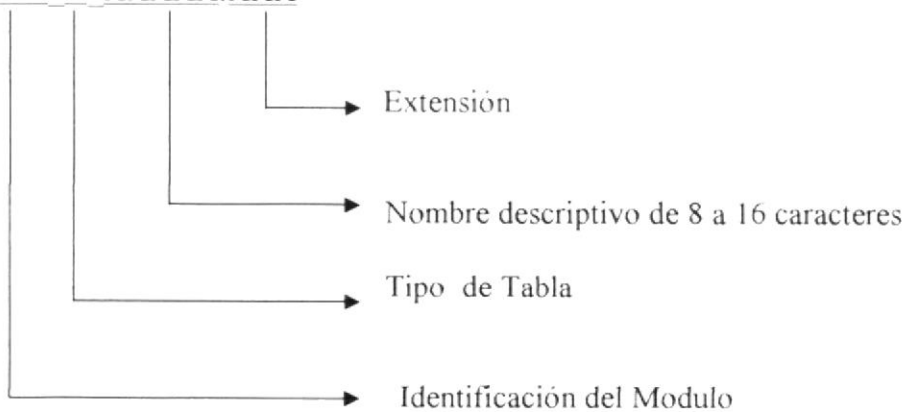 Extensión
Nombre descriptivo de 8 a 16 caracteres
Tipo de Tabla
Identificación del Modulo